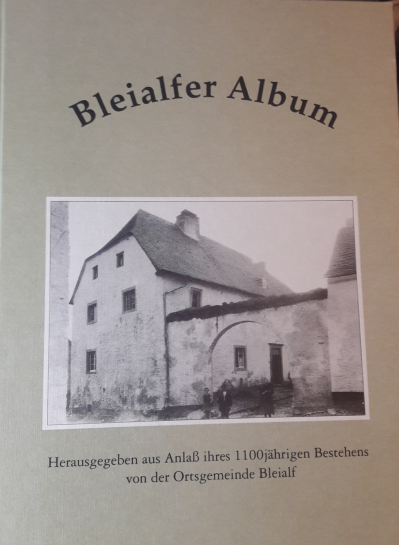 Bleialfer Album
Herausgegeben aus Anlaß ihres 1100jährigen Bestehens
von der Ortsgemeinde Bleialf